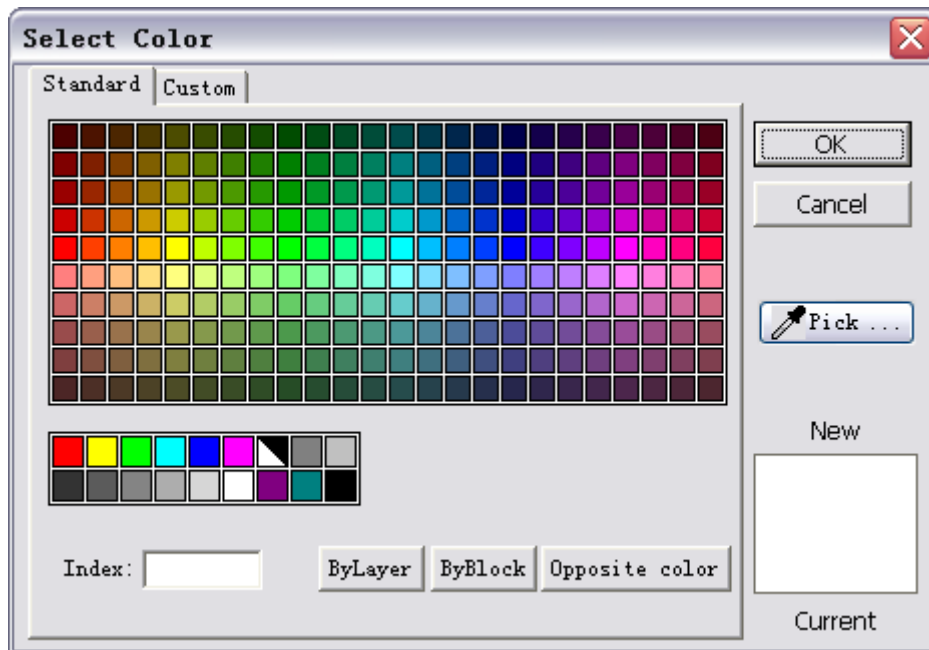 Select Color
Standard
Custom
OK
Cancel
Pick ...
New
Index:
ByLayer
ByBlock
Opposite color
Current